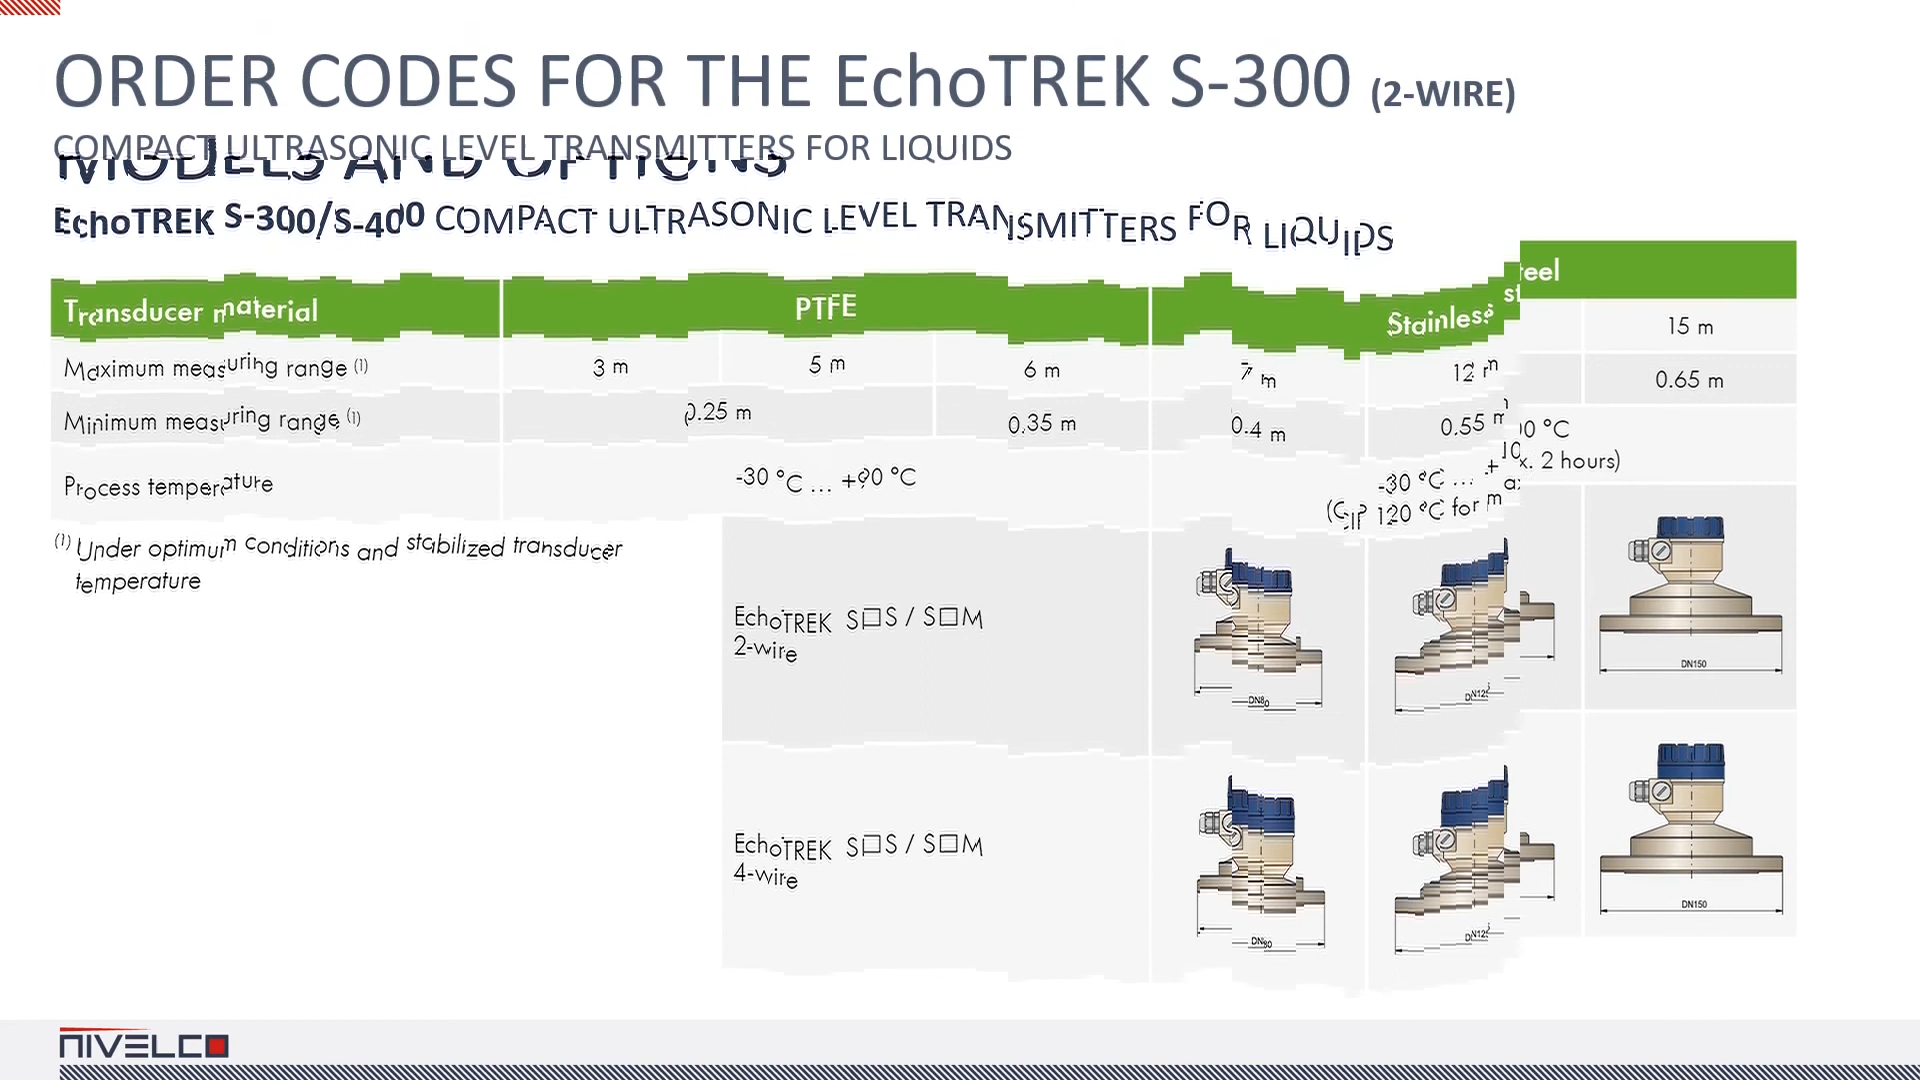 ORDER CODES FOR THE EchoTREK S-300 (2-WIRE)
COMPACT ULTRASONIC LEVEL TRANSMITTERS FOR LIQUIDS
MODELS AND OPTIONS
EchoTREK S-300/S-400 COMPACT ULTRASONIC LEVEL TRANSMITTERS FOR LIQUIDS
Transducer material PTFE Stainless steel
Maximum measuring range (1) 3 m 5 m 6 m 7 m 12 m 15 m
Minimum measuring range (1) 0.25 m 0.35 m 0.4 m 0.55 m 0.65 m
Process temperature -30 °C … +90 °C -30 °C … +100 °C
(CIP 120 °C for max. 2 hours)
(1) Under optimum conditions and stabilized transducer
temperature
EchoTREK S□S / S□M
2-wire
DN80 DN125 DN150
EchoTREK S□S / S□M
4-wire
DN80 DN125 DN150
NIVELCO